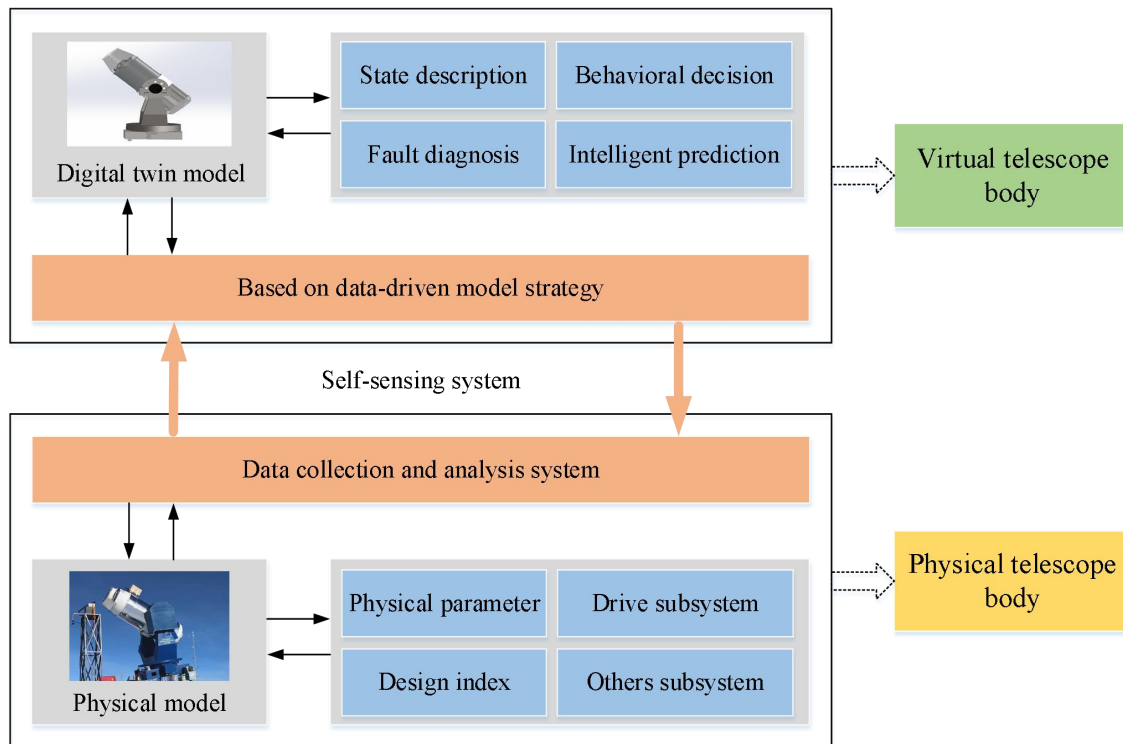 State description
Behavioral decision
Fault diagnosis
Intelligent prediction
Digital twin model
Virtual telescope
body
Based on data-driven model strategy
Self-sensing system
Data collection and analysis system
Physical parameter
Drive subsystem
Design index
Others subsystem
Physical model
Physical telescope
body